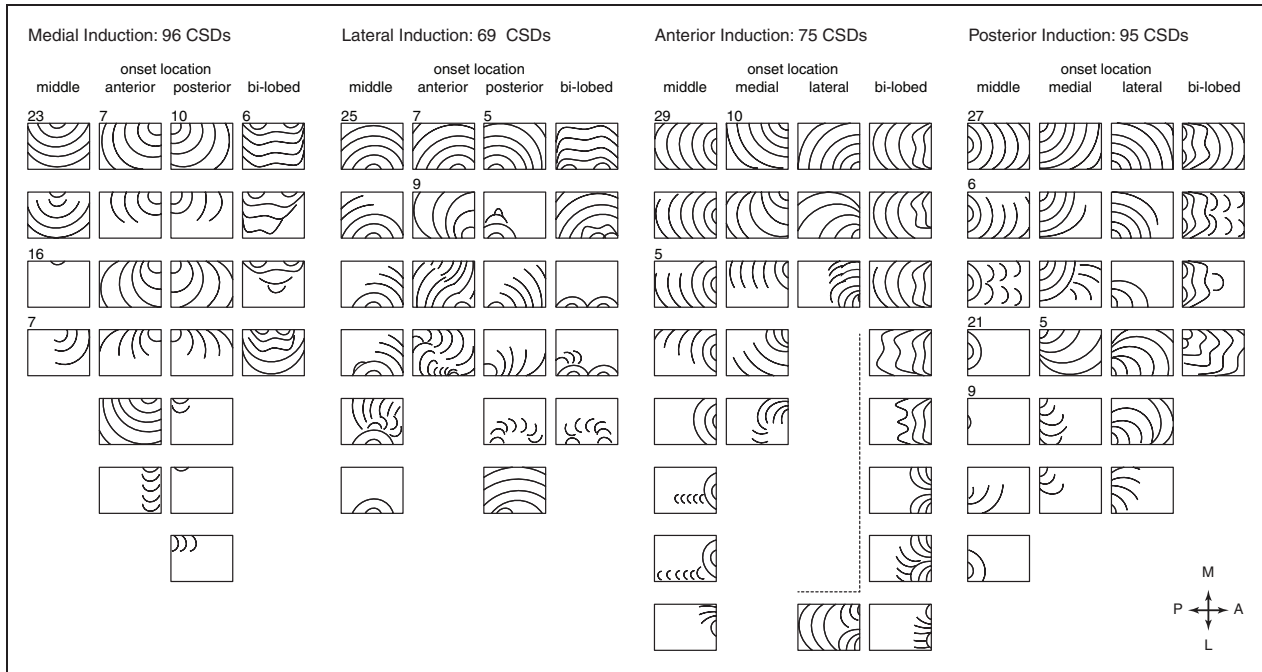 Medial Induction: 96 CSDs
onset location
middle anterior posterior bi-lobed
23 7 10 6
16
7
Lateral Induction: 69 CSDs
onset location
middle anterior posterior bi-lobed
25 7 5
9
Anterior Induction: 75 CSDs
onset location
middle medial lateral bi-lobed
29 10
5
Posterior Induction: 95 CSDs
onset location
middle medial lateral bi-lobed
27
6
21 5
9
M
P A
L